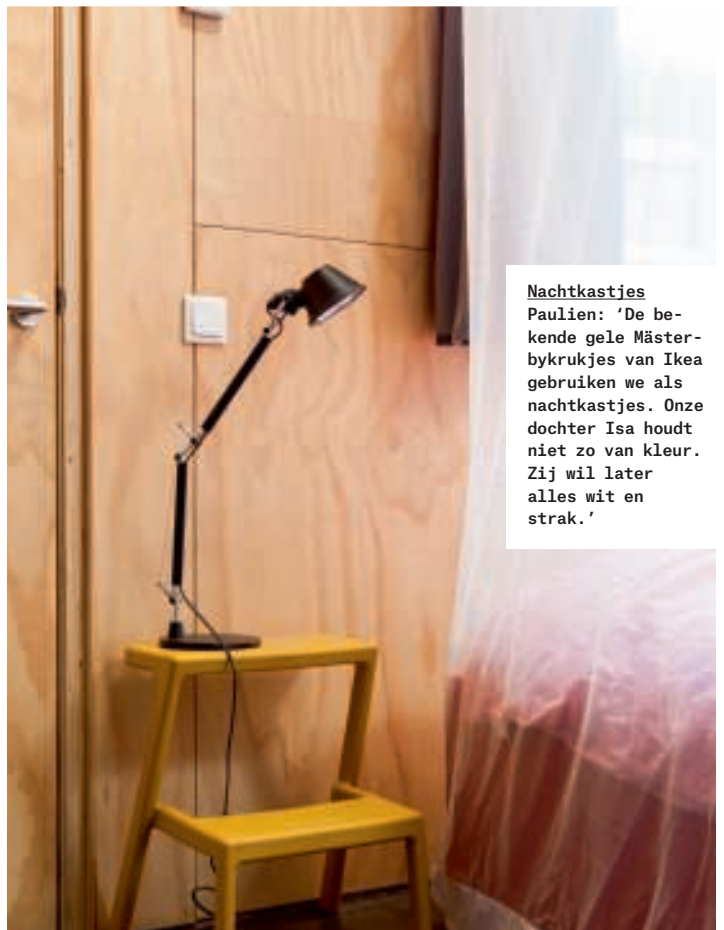 Nachtkastjes
Paulien: ‘De be-
kende gele Mäster-
bykrukjes van Ikea
gebruiken we als
nachtkastjes. Onze
dochter Isa houdt
niet zo van kleur.
Zij wil later
alles wit en
strak.’